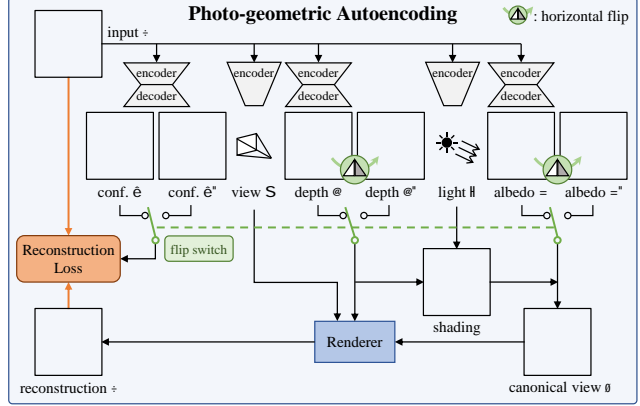 Photo-geometric Autoencoding
: horizontal flip
input ÷
encoder
decoder
encoder
encoder
decoder
encoder
encoder
decoder
conf. ê
conf. ê"
view S
depth @
depth @"
light
albedo =
albedo ="
Reconstruction
Loss
flip switch
shading
Renderer
reconstruction ÷
canonical view